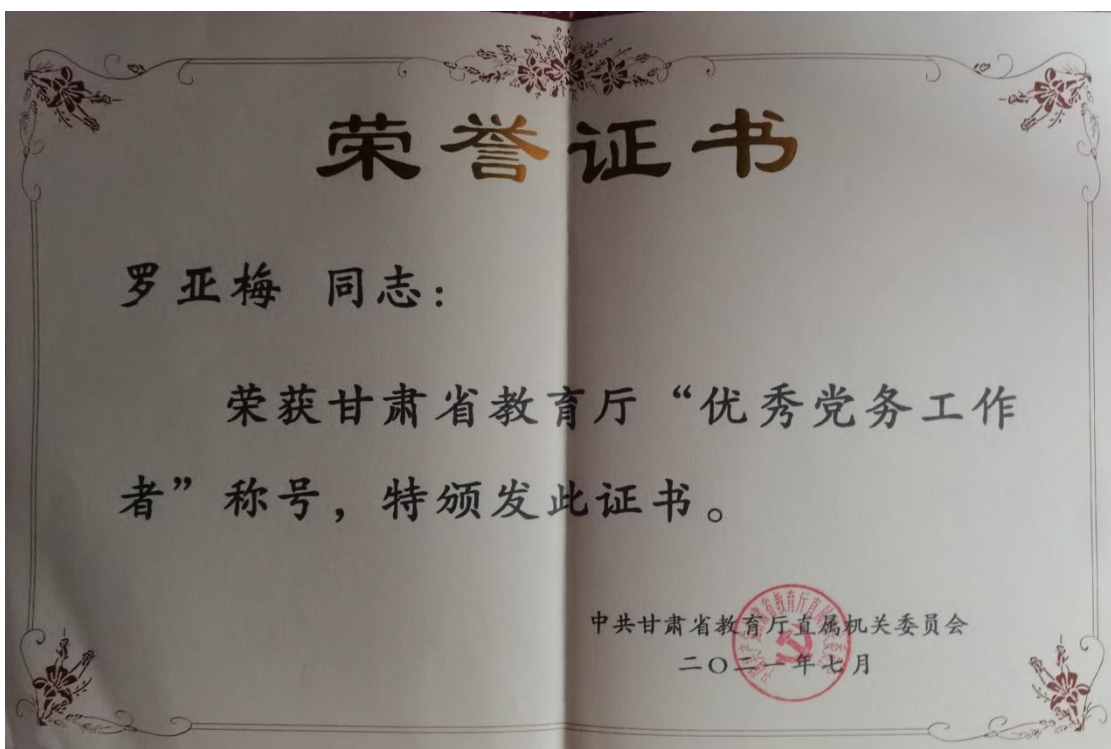 荣誉证书
罗亚梅 同志：
荣获甘肃省教育厅“优秀党务工作
者”称号，特颁发此证书。
中共甘肃省教育厅直属机关委员会
二〇二一年七月